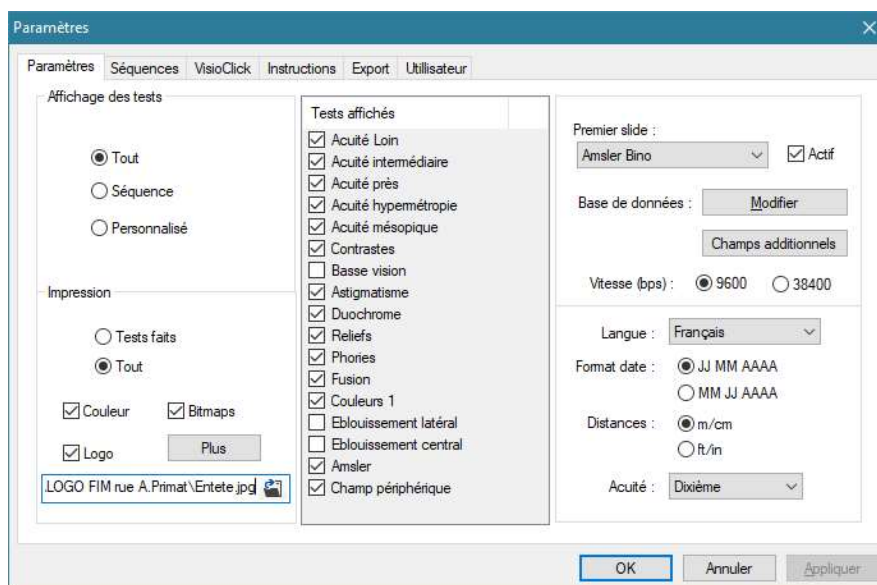 Paramètres
Paramètres Séquences VisioClick Instructions Export Utilisateur
Affichage des tests
Tout
Séquence
Personnalisé
Impression
Tests faits
Tout
Couleur Bitmaps
Logo Plus
.LOGO FIM rue A.Primat\Entete.jpg
Tests affichés
Acuité Loin
Acuité intermédiaire
Acuité près
Acuité hypermétropie
Acuité mésopique
Contrastes
Basse vision
Astigmatisme
Duochrome
Reliefs
Phories
Fusion
Couleurs 1
Eblouissement latéral
Eblouissement central
Amsler
Champ périphérique
Premier slide :
Amsler Bino Actif
Base de données : Modifier
Champs additionnels
Vitesse (bps) : 9600 38400
Langue : Français
Format date : JJ MM AAAA
MM JJ AAAA
Distances : m/cm
ft/in
Acuité : Dixième
OK Annuler Appliquer